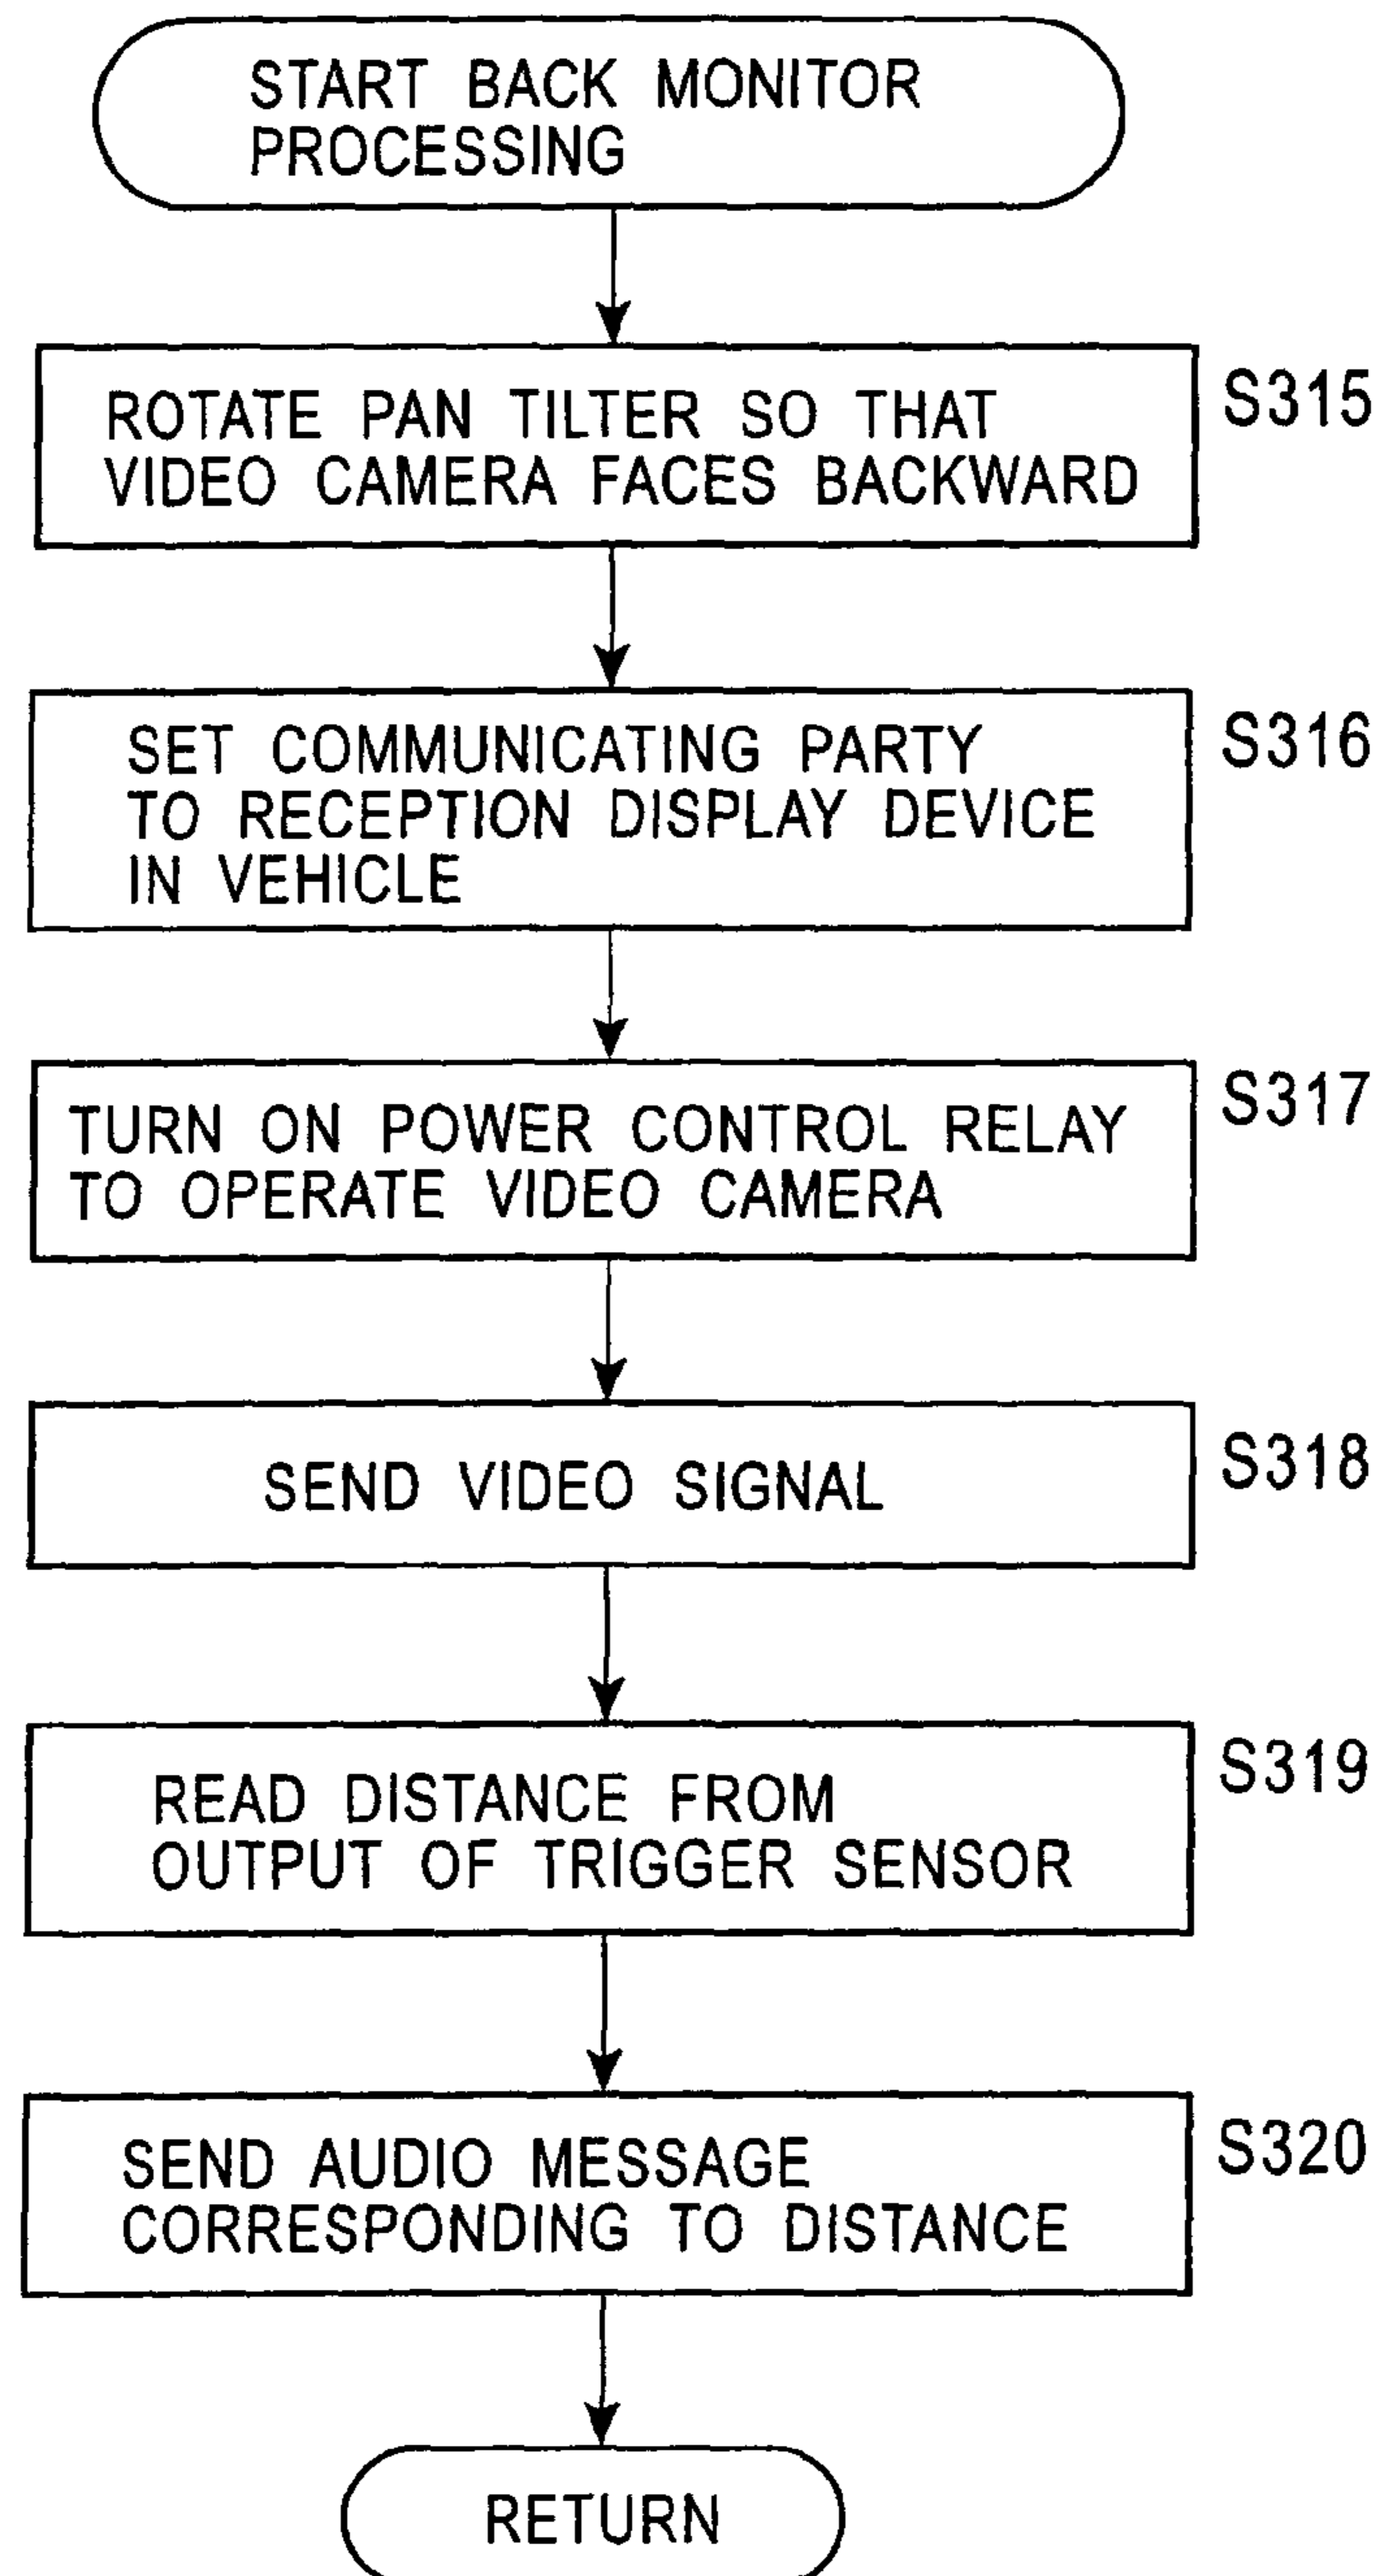 START BACK MONITOR
PROCESSING
ROTATE PAN TILTER SO THAT
VIDEO CAMERA FACES BACKWARD
S315
SET COMMUNICATING PARTY
TO RECEPTION DISPLAY DEVICE
IN VEHICLE
S316
TURN ON POWER CONTROL RELAY
TO OPERATE VIDEO CAMERA
S317
SEND VIDEO SIGNAL
S318
READ DISTANCE FROM
OUTPUT OF TRIGGER SENSOR
S319
SEND AUDIO MESSAGE
CORRESPONDING TO DISTANCE
S320
RETURN